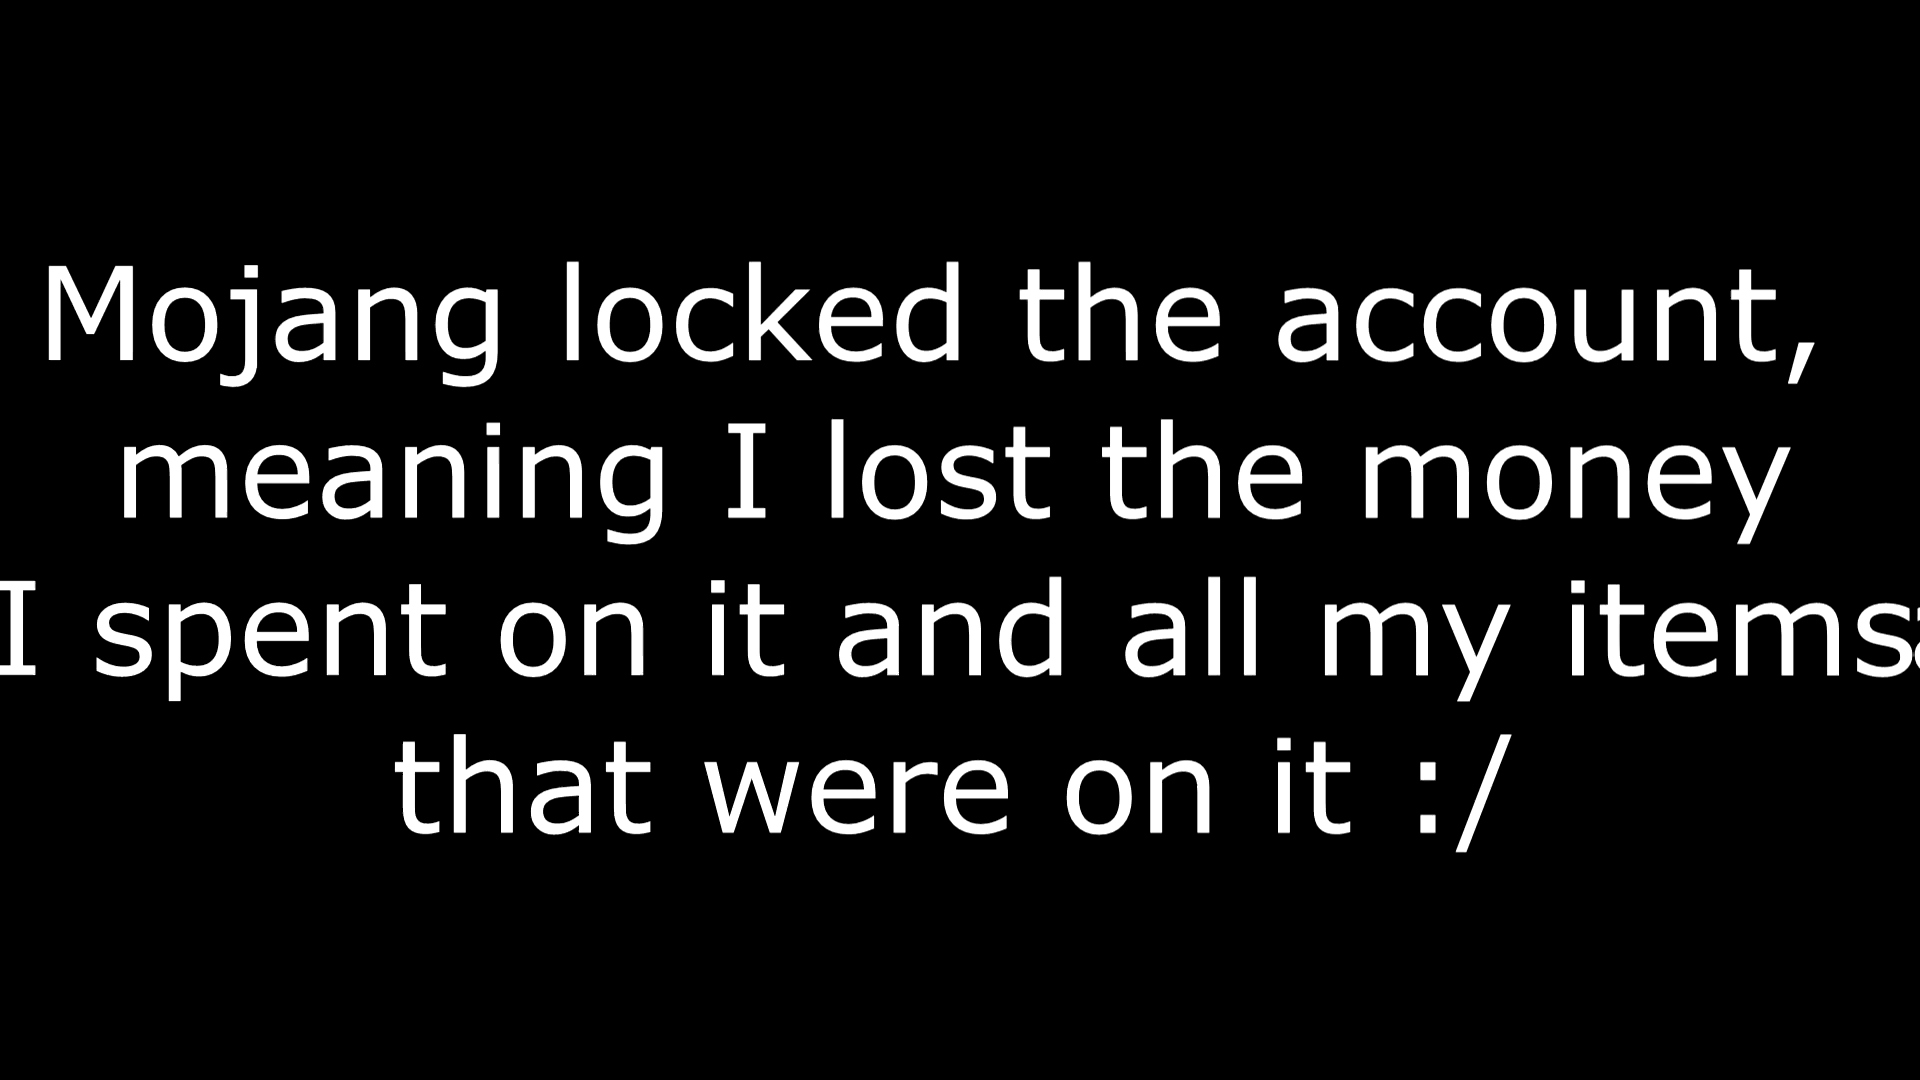 Mojang locked the account,
meaning I lost the money
I spent on it and all my items
that were on it :/